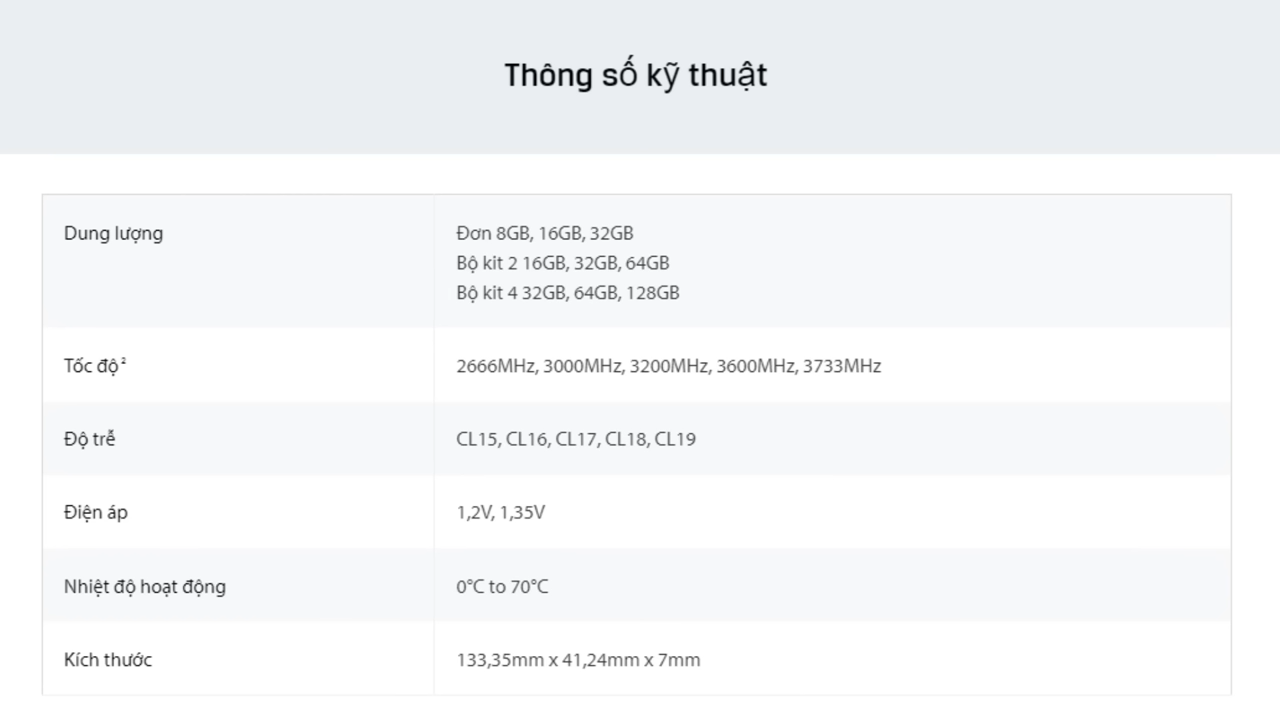 Thông số kỹ thuật
Dung lượng
Đơn 8GB, 16GB, 32GB
Bộ kit 2 16GB, 32GB, 64GB
Bộ kit 4 32GB, 64GB, 128GB
Tốc độ²
2666MHz, 3000MHz, 3200MHz, 3600MHz, 3733MHz
Độ trễ
CL15, CL16, CL17, CL18, CL19
Điện áp
1,2V, 1,35V
Nhiệt độ hoạt động
0°C to 70°C
Kích thước
133,35mm x 41,24mm x 7mm